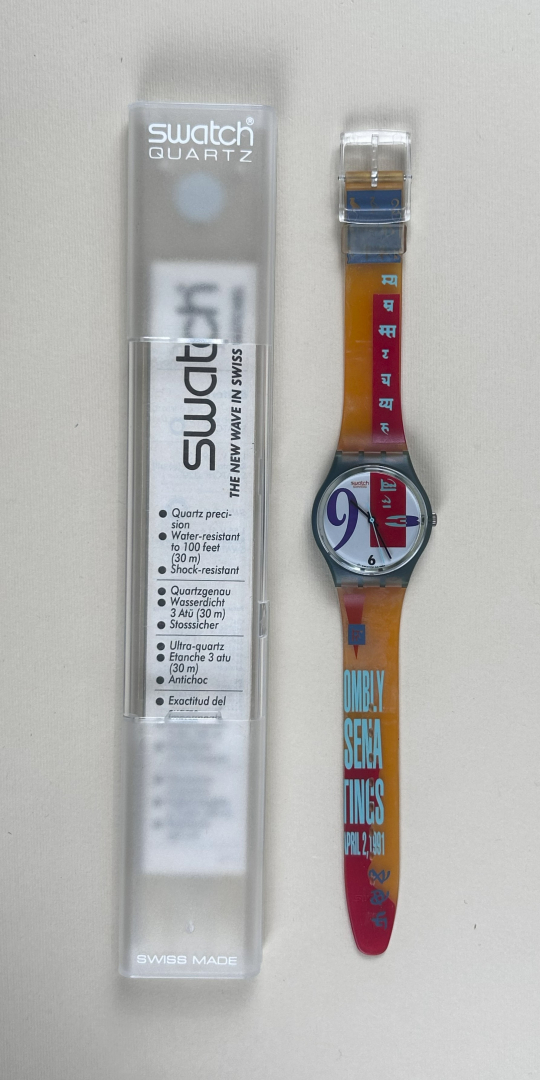 swatch®
QUARTZ
swatch
THE NEW WAVE IN SWISS
● Quartz preci-
sion
● Water-resistant
to 100 feet
(30 m)
● Shock-resistant
● Quartzgenau
● Wasserdicht
3 Atü (30 m)
● Stosssicher
● Ultra-quartz
● Etanche 3 atu
(30 m)
● Antichoc
● Exactitud del
SWISS MADE
म्य
swatch
9
6
OMBLY
SENA
TINGS
APRIL 2, 1991